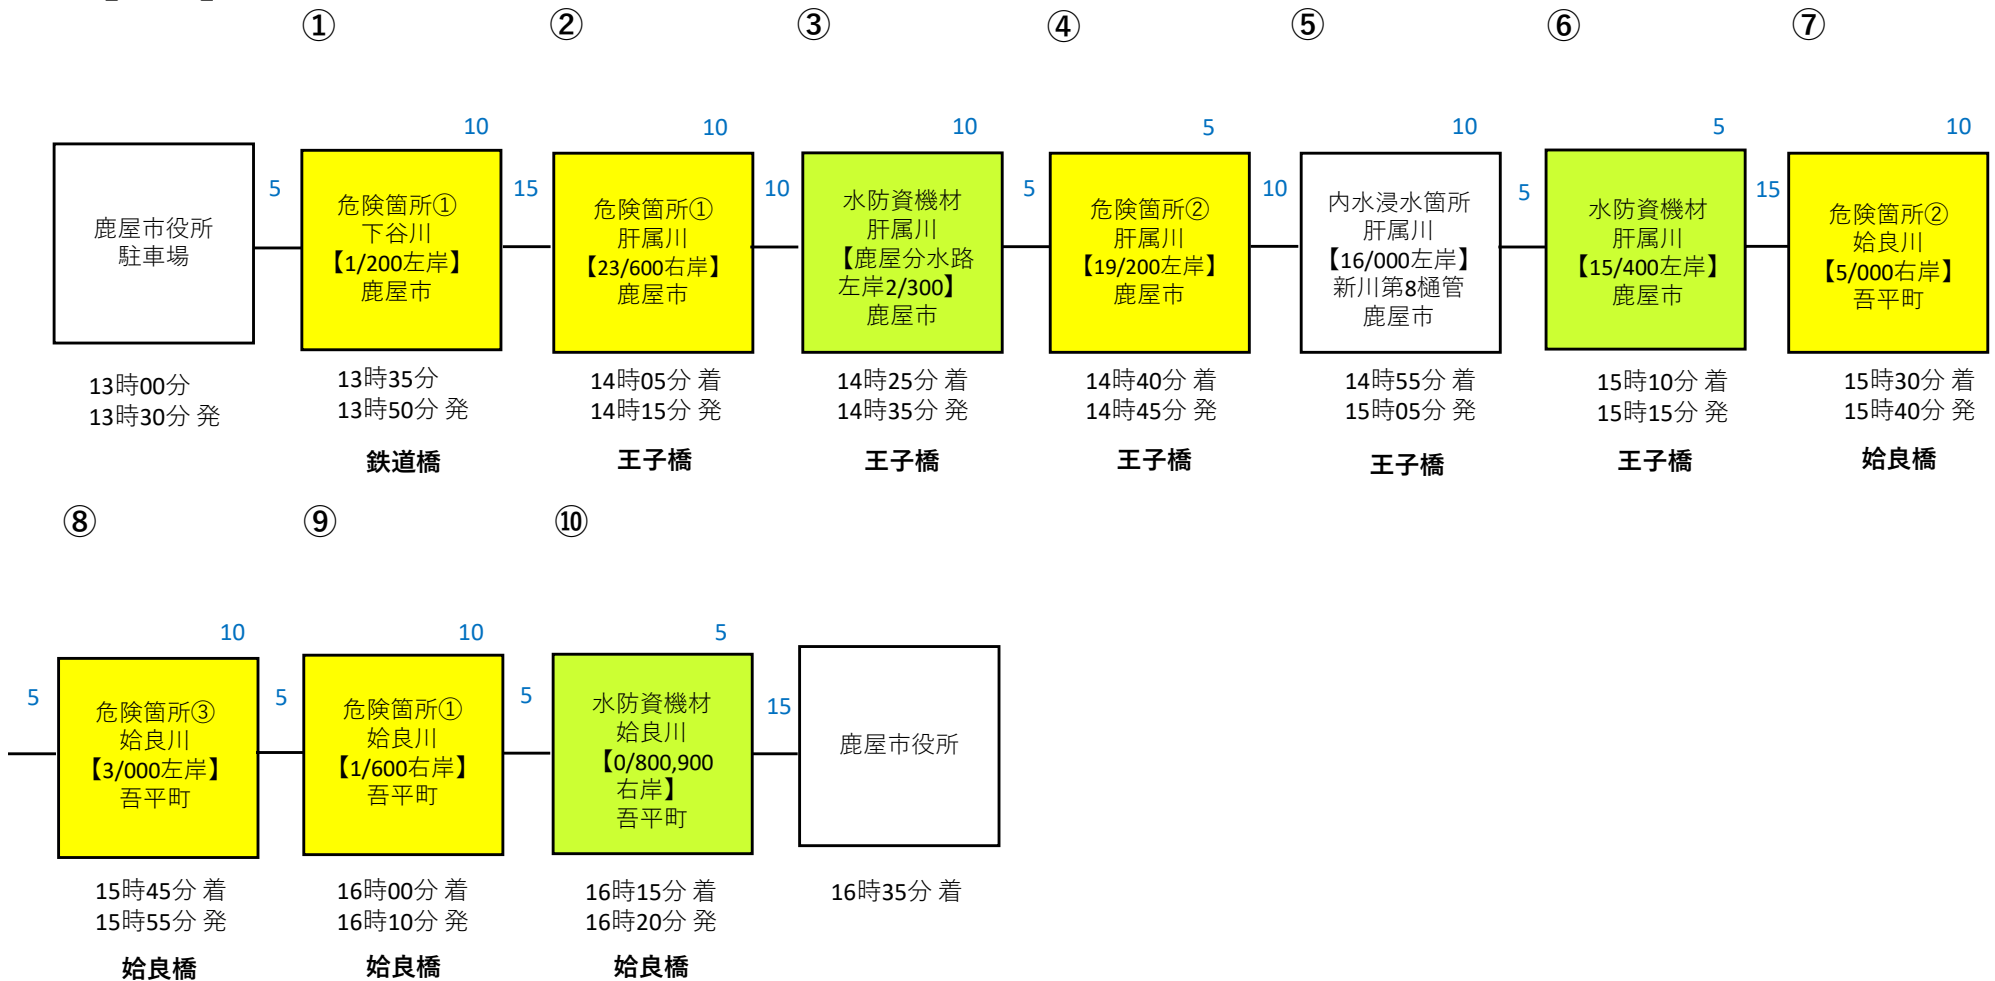 ①
②
③
④
⑤
⑥
⑦
10
10
10
5
10
5
10
鹿屋市役所
駐車場
5
危険箇所①
下谷川
【1/200左岸】
鹿屋市
15
危険箇所①
肝属川
【23/600右岸】
鹿屋市
10
水防資機材
肝属川
【鹿屋分水路
左岸2/300】
鹿屋市
5
危険箇所②
肝属川
【19/200左岸】
鹿屋市
10
内水浸水箇所
肝属川
【16/000左岸】
新川第8樋管
鹿屋市
5
水防資機材
肝属川
【15/400左岸】
鹿屋市
15
危険箇所②
姶良川
【5/000右岸】
吾平町
13時00分
13時30分 発
13時35分
13時50分 発
鉄道橋
14時05分 着
14時15分 発
王子橋
14時25分 着
14時35分 発
王子橋
14時40分 着
14時45分 発
王子橋
14時55分 着
15時05分 発
王子橋
15時10分 着
15時15分 発
王子橋
15時30分 着
15時40分 発
姶良橋
⑧
⑨
⑩
10
10
5
5
危険箇所③
姶良川
【3/000左岸】
吾平町
5
危険箇所①
姶良川
【1/600右岸】
吾平町
5
水防資機材
姶良川
【0/800,900
右岸】
吾平町
15
鹿屋市役所
15時45分 着
15時55分 発
姶良橋
16時00分 着
16時10分 発
姶良橋
16時15分 着
16時20分 発
姶良橋
16時35分 着